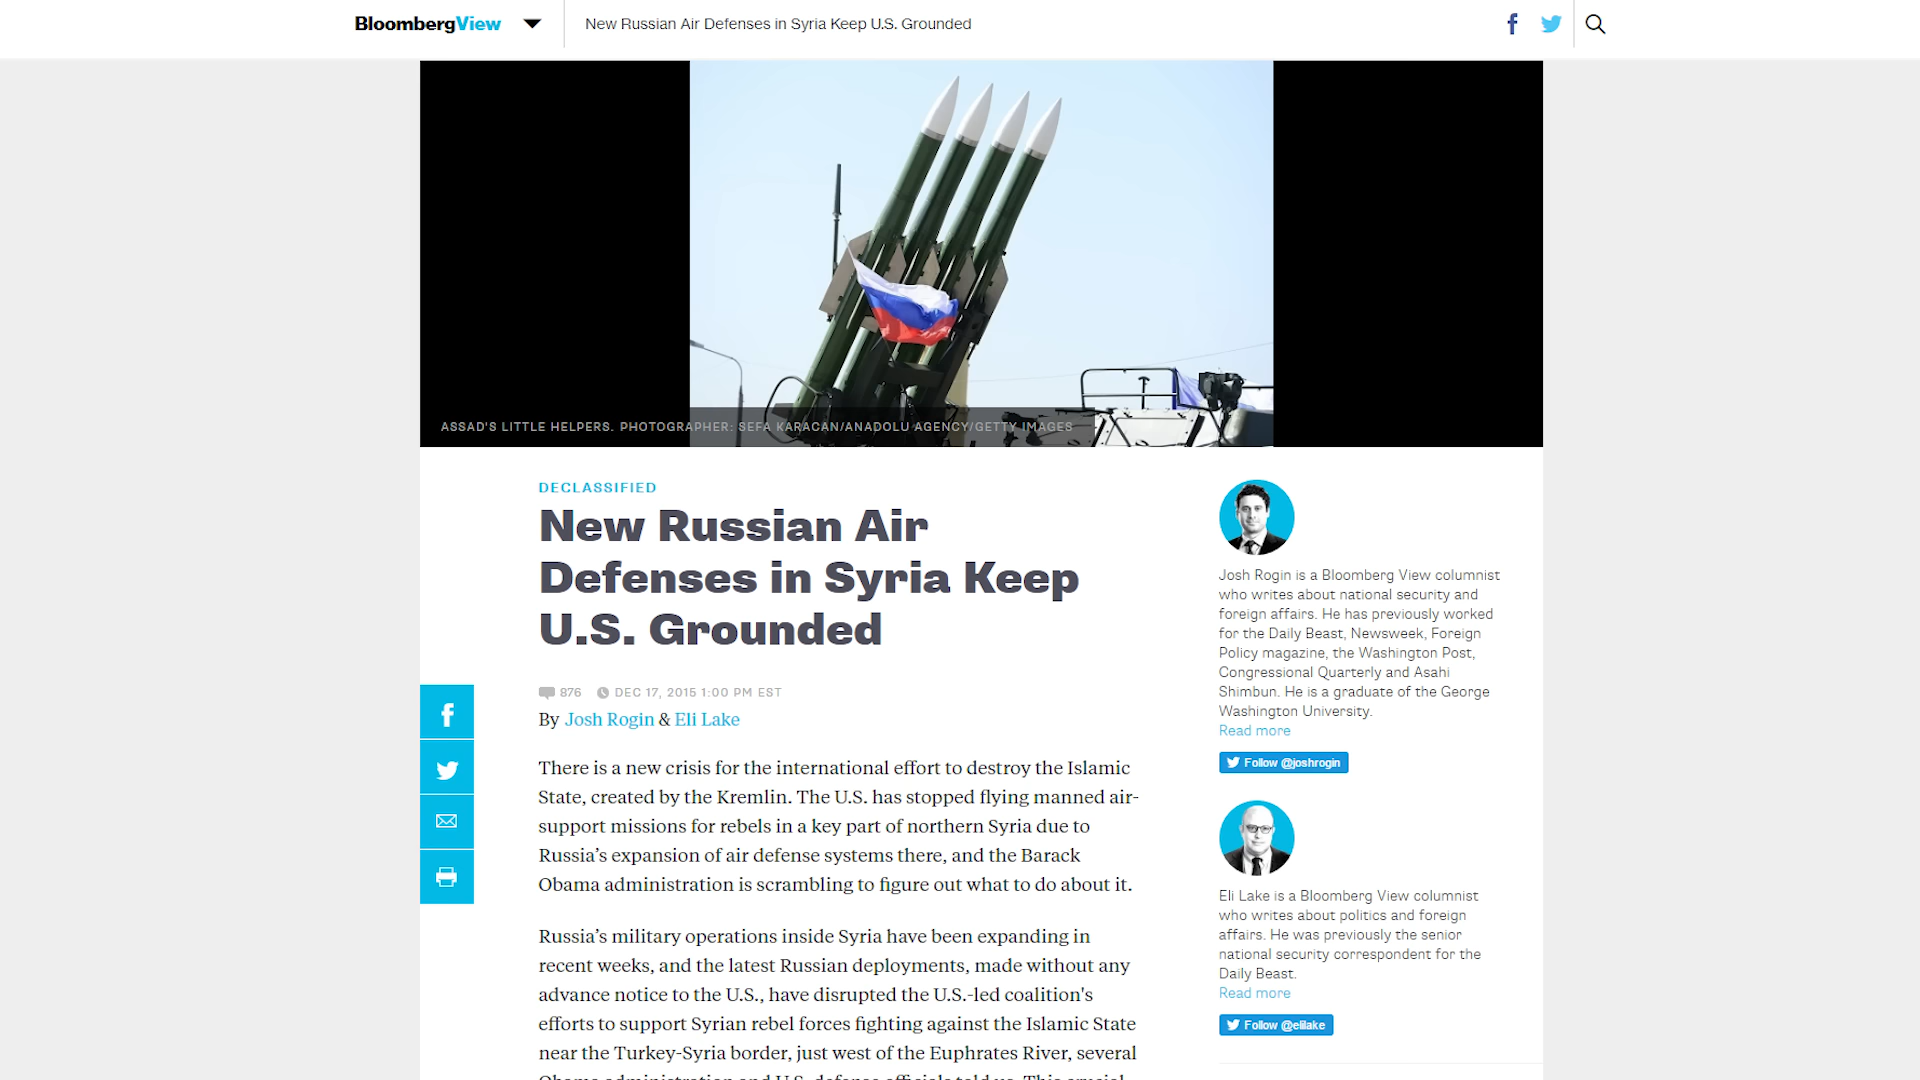 BloombergView
New Russian Air Defenses in Syria Keep U.S. Grounded
ASSAD'S LITTLE HELPERS. PHOTOGRAPHER: SEFA KARACAN/ANADOLU AGENCY/GETTY IMAGES
DECLASSIFIED
New Russian Air
Defenses in Syria Keep
U.S. Grounded
876 DEC 17, 2015 1:00 PM EST
By Josh Rogin & Eli Lake
There is a new crisis for the international effort to destroy the Islamic
State, created by the Kremlin. The U.S. has stopped flying manned air-
support missions for rebels in a key part of northern Syria due to
Russia’s expansion of air defense systems there, and the Barack
Obama administration is scrambling to figure out what to do about it.
Russia’s military operations inside Syria have been expanding in
recent weeks, and the latest Russian deployments, made without any
advance notice to the U.S., have disrupted the U.S.-led coalition's
efforts to support Syrian rebel forces fighting against the Islamic State
near the Turkey-Syria border, just west of the Euphrates River, several
Obama administration and U.S. defense officials told us. This crucial
Josh Rogin is a Bloomberg View columnist
who writes about national security and
foreign affairs. He has previously worked
for the Daily Beast, Newsweek, Foreign
Policy magazine, the Washington Post,
Congressional Quarterly and Asahi
Shimbun. He is a graduate of the George
Washington University.
Read more
Follow @joshrogin
Eli Lake is a Bloomberg View columnist
who writes about politics and foreign
affairs. He was previously the senior
national security correspondent for the
Daily Beast.
Read more
Follow @elilake